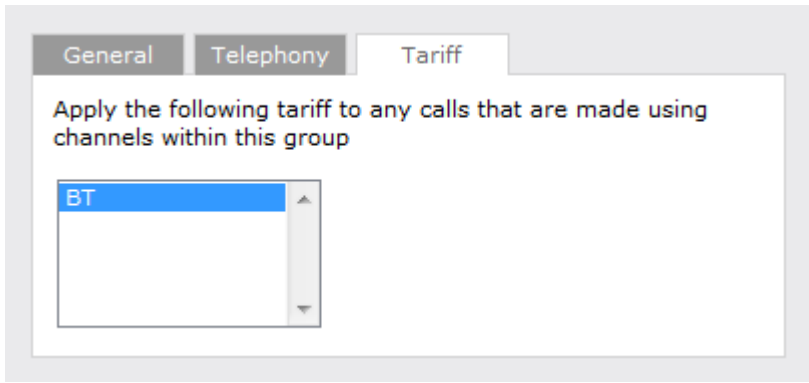 General Telephony Tariff
Apply the following tariff to any calls that are made using
channels within this group
BT